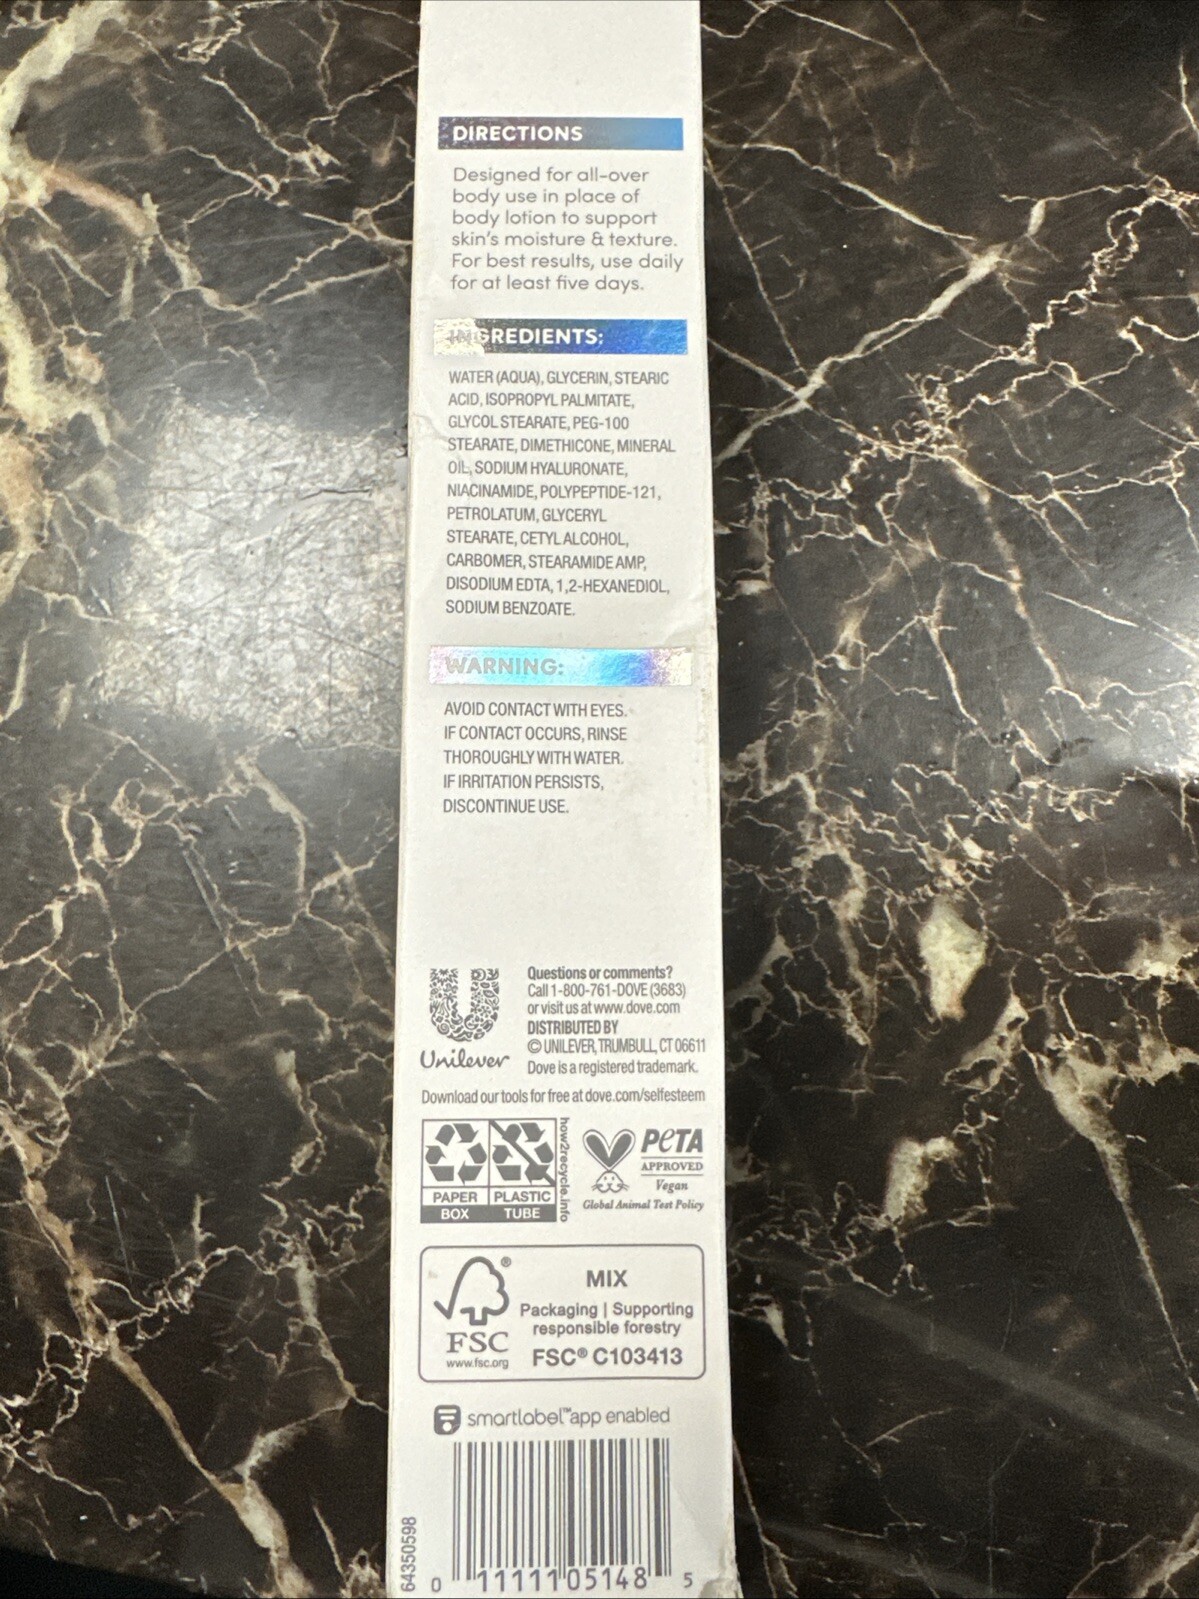 DIRECTIONS
Designed for all-over
body use in place of
body lotion to support
skin's moisture & texture.
For best results, use daily
for at least five days.
INGREDIENTS:
WATER (AQUA), GLYCERIN, STEARIC
ACID, ISOPROPYL PALMITATE,
GLYCOL STEARATE, PEG-100
STEARATE, DIMETHICONE, MINERAL
OIL, SODIUM HYALURONATE,
NIACINAMIDE, POLYPEPTIDE-121,
PETROLATUM, GLYCERYL
STEARATE, CETYL ALCOHOL,
CARBOMER, STEARAMIDE AMP,
DISODIUM EDTA, 1,2-HEXANEDIOL,
SODIUM BENZOATE.
WARNING:
AVOID CONTACT WITH EYES.
IF CONTACT OCCURS, RINSE
THOROUGHLY WITH WATER.
IF IRRITATION PERSISTS,
DISCONTINUE USE.
Unilever
Questions or comments?
Call 1-800-761-DOVE (3683)
or visit us at www.dove.com
DISTRIBUTED BY
© UNILEVER, TRUMBULL, CT 06611
Dove is a registered trademark.
Download our tools for free at dove.com/selfesteem
PAPER
BOX
PLASTIC
TUBE
how2recycle.info
PETA
APPROVED
Vegan
Global Animal Test Policy
FSC
www.fsc.org
MIX
Packaging | Supporting
responsible forestry
FSC® C103413
smartlabel™app enabled
64350598
0 11111 05148 5